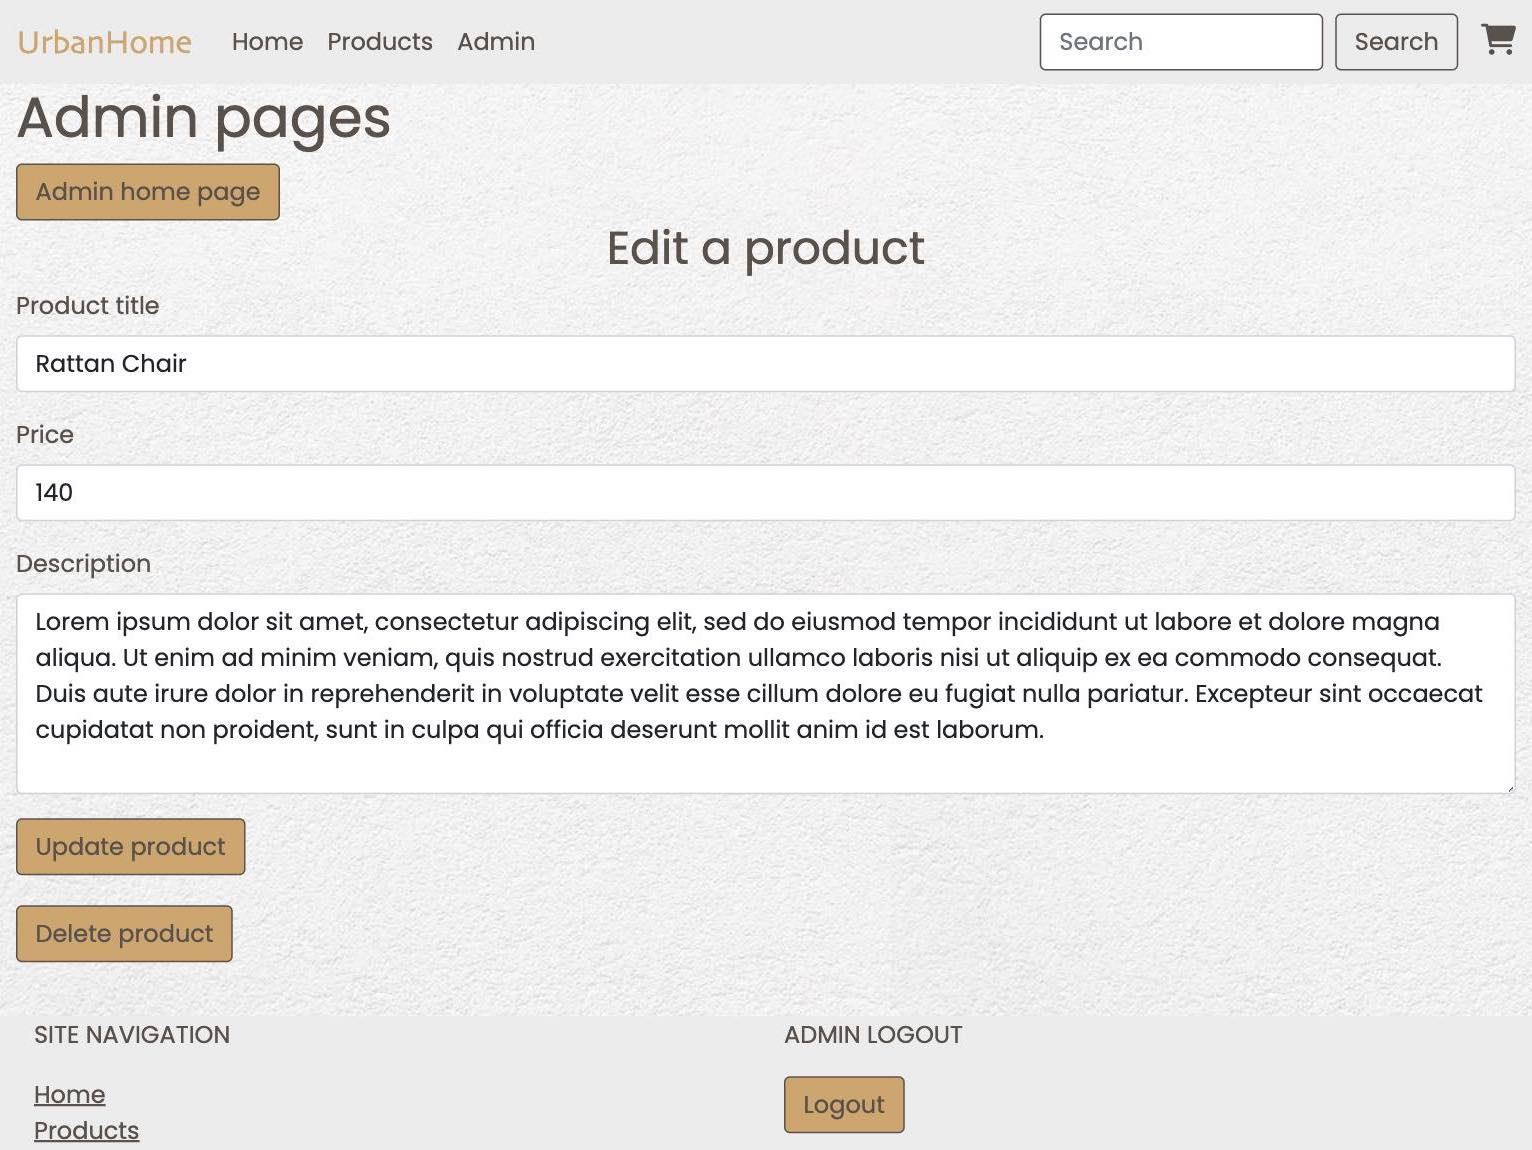 UrbanHome Home Products Admin Search Search
Admin pages
Admin home page
Edit a product
Product title
Rattan Chair
Price
140
Description
Lorem ipsum dolor sit amet, consectetur adipiscing elit, sed do eiusmod tempor incididunt ut labore et dolore magna
aliqua. Ut enim ad minim veniam, quis nostrud exercitation ullamco laboris nisi ut aliquip ex ea commodo consequat.
Duis aute irure dolor in reprehenderit in voluptate velit esse cillum dolore eu fugiat nulla pariatur. Excepteur sint occaecat
cupidatat non proident, sunt in culpa qui officia deserunt mollit anim id est laborum.
Update product
Delete product
SITE NAVIGATION
Home
Products
ADMIN LOGOUT
Logout